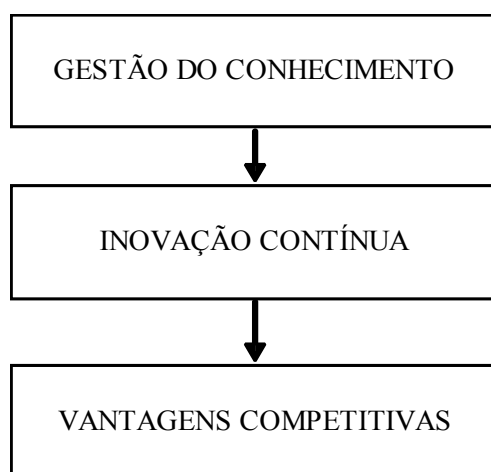 GESTÃO DO CONHECIMENTO
INOVAÇÃO CONTÍNUA
VANTAGENS COMPETITIVAS